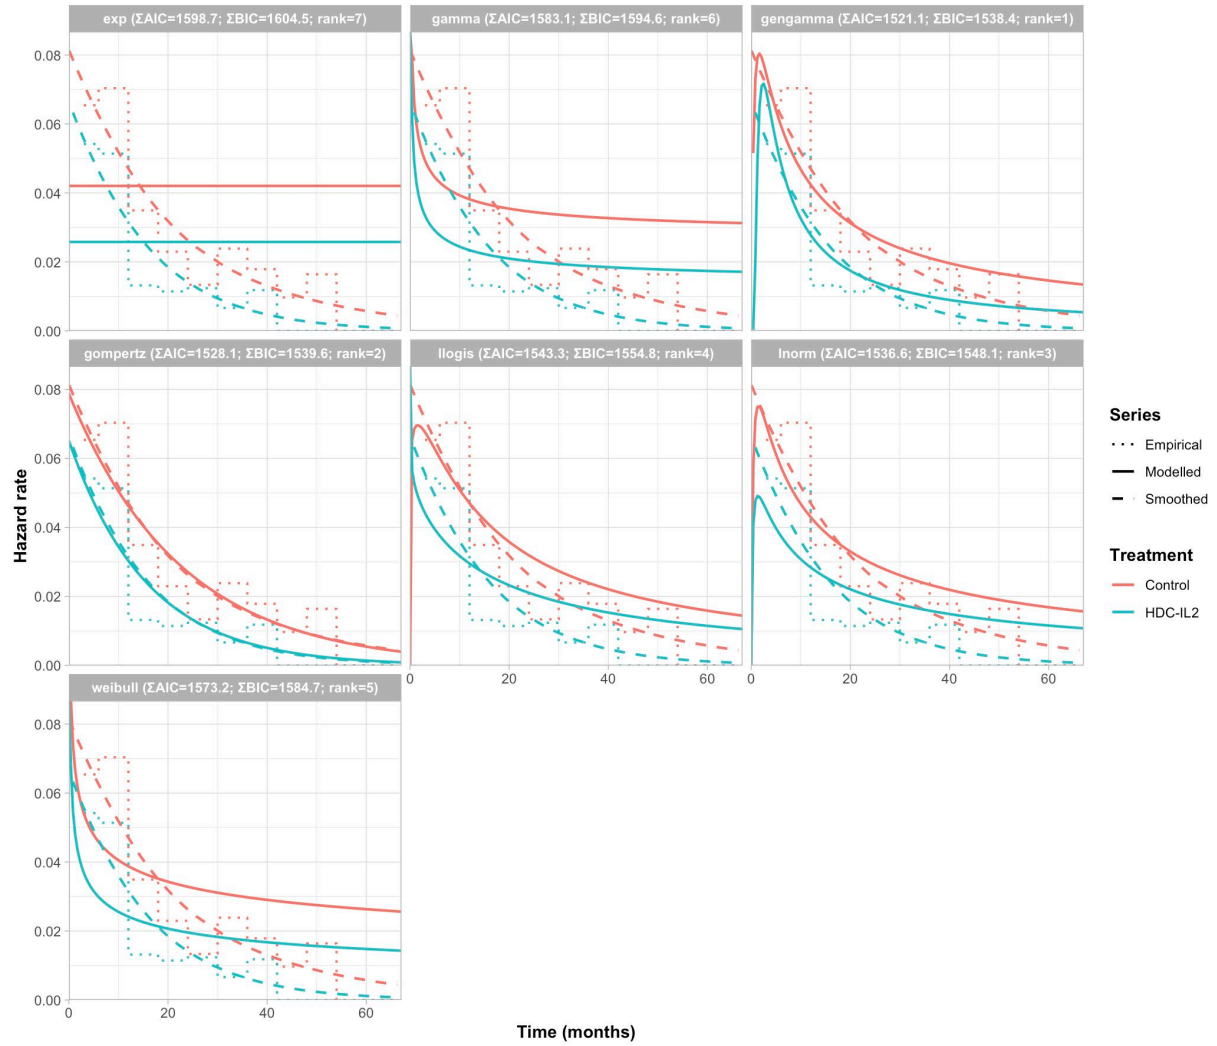 exp (ΣAIC=1598.7; ΣBIC=1604.5; rank=7)
gamma (ΣAIC=1583.1; ΣBIC=1594.6; rank=6)
gengamma (ΣAIC=1521.1; ΣBIC=1538.4; rank=1)
0.08
0.06
0.04
0.02
0.00
gompertz (ΣAIC=1528.1; ΣBIC=1539.6; rank=2)
llogis (ΣAIC=1543.3; ΣBIC=1554.8; rank=4)
lnorm (ΣAIC=1536.6; ΣBIC=1548.1; rank=3)
0.08
0.06
0.04
0.02
0.00
0
20
40
60
0
20
40
60
weibull (ΣAIC=1573.2; ΣBIC=1584.7; rank=5)
0.08
0.06
0.04
0.02
0.00
0
20
40
60
Hazard rate
Time (months)
Series
Empirical
Modelled
Smoothed
Treatment
Control
HDC-IL2